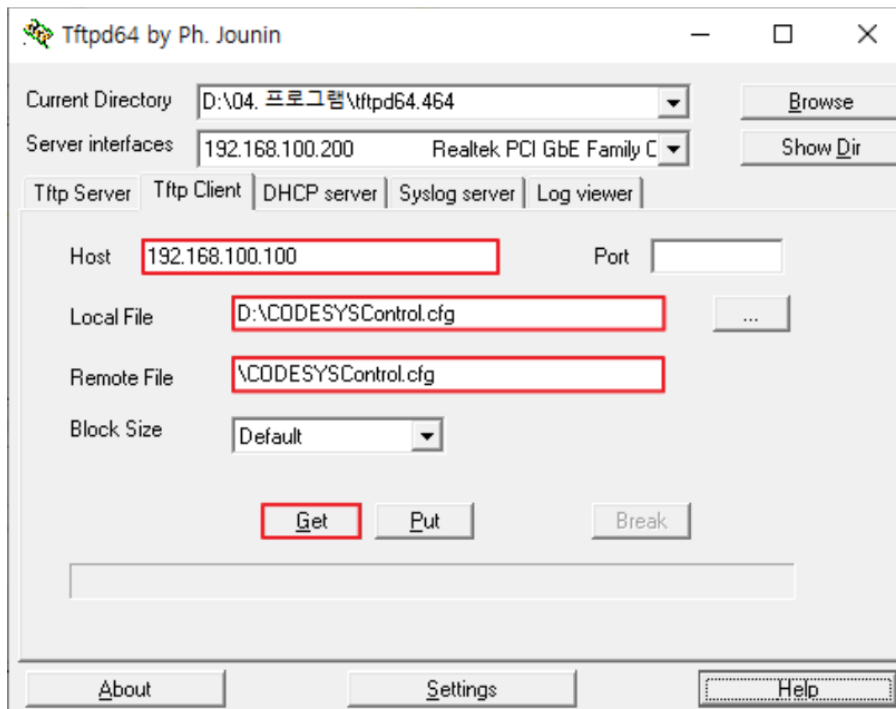 Tftpd64 by Ph. Jounin
Current Directory D:\04. 프로그램\tftpd64.464 Browse
Server interfaces 192.168.100.200 Realtek PCI GbE Family C Show Dir
Tftp Server Tftp Client DHCP server Syslog server Log viewer
Host 192.168.100.100 Port
Local File D:\CODESYSControl.cfg ...
Remote File \CODESYSControl.cfg
Block Size Default
Get Put Break
About Settings Help